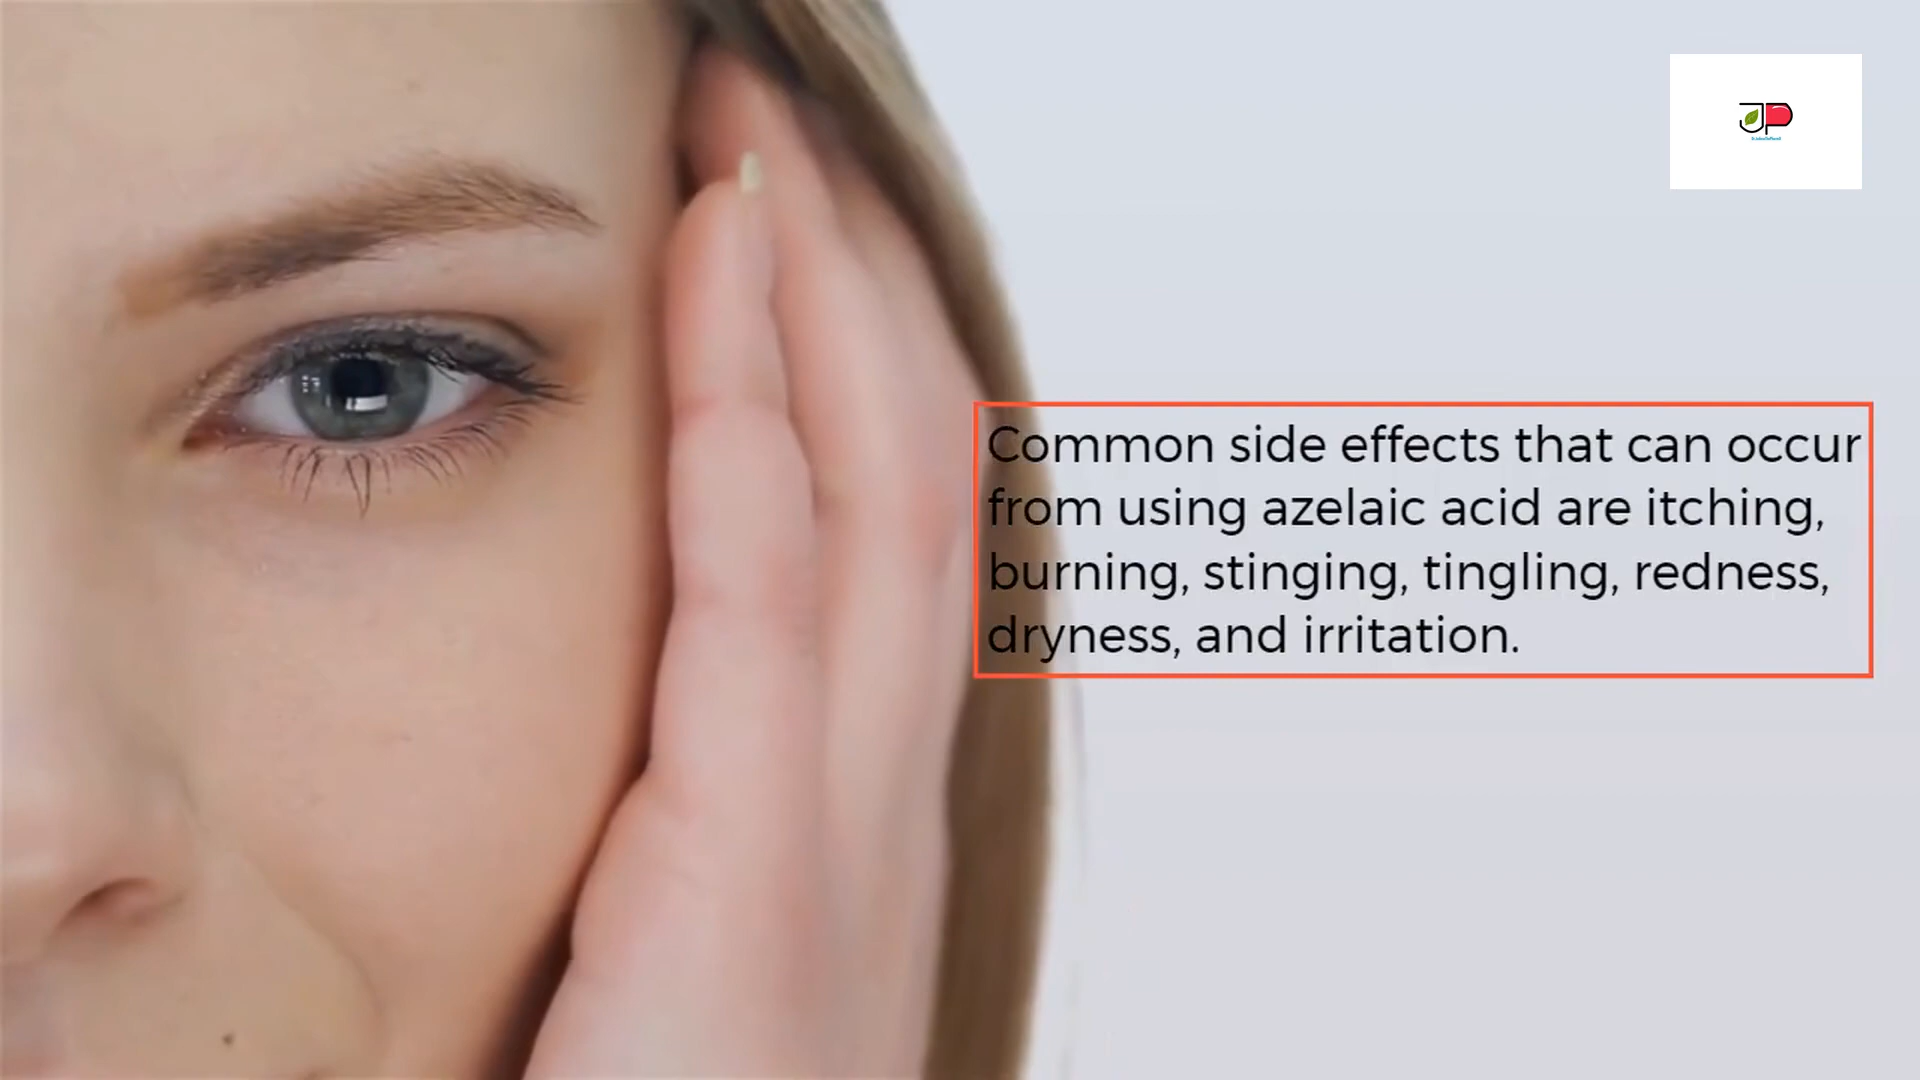 JP
Common side effects that can occur
from using azelaic acid are itching,
burning, stinging, tingling, redness,
dryness, and irritation.